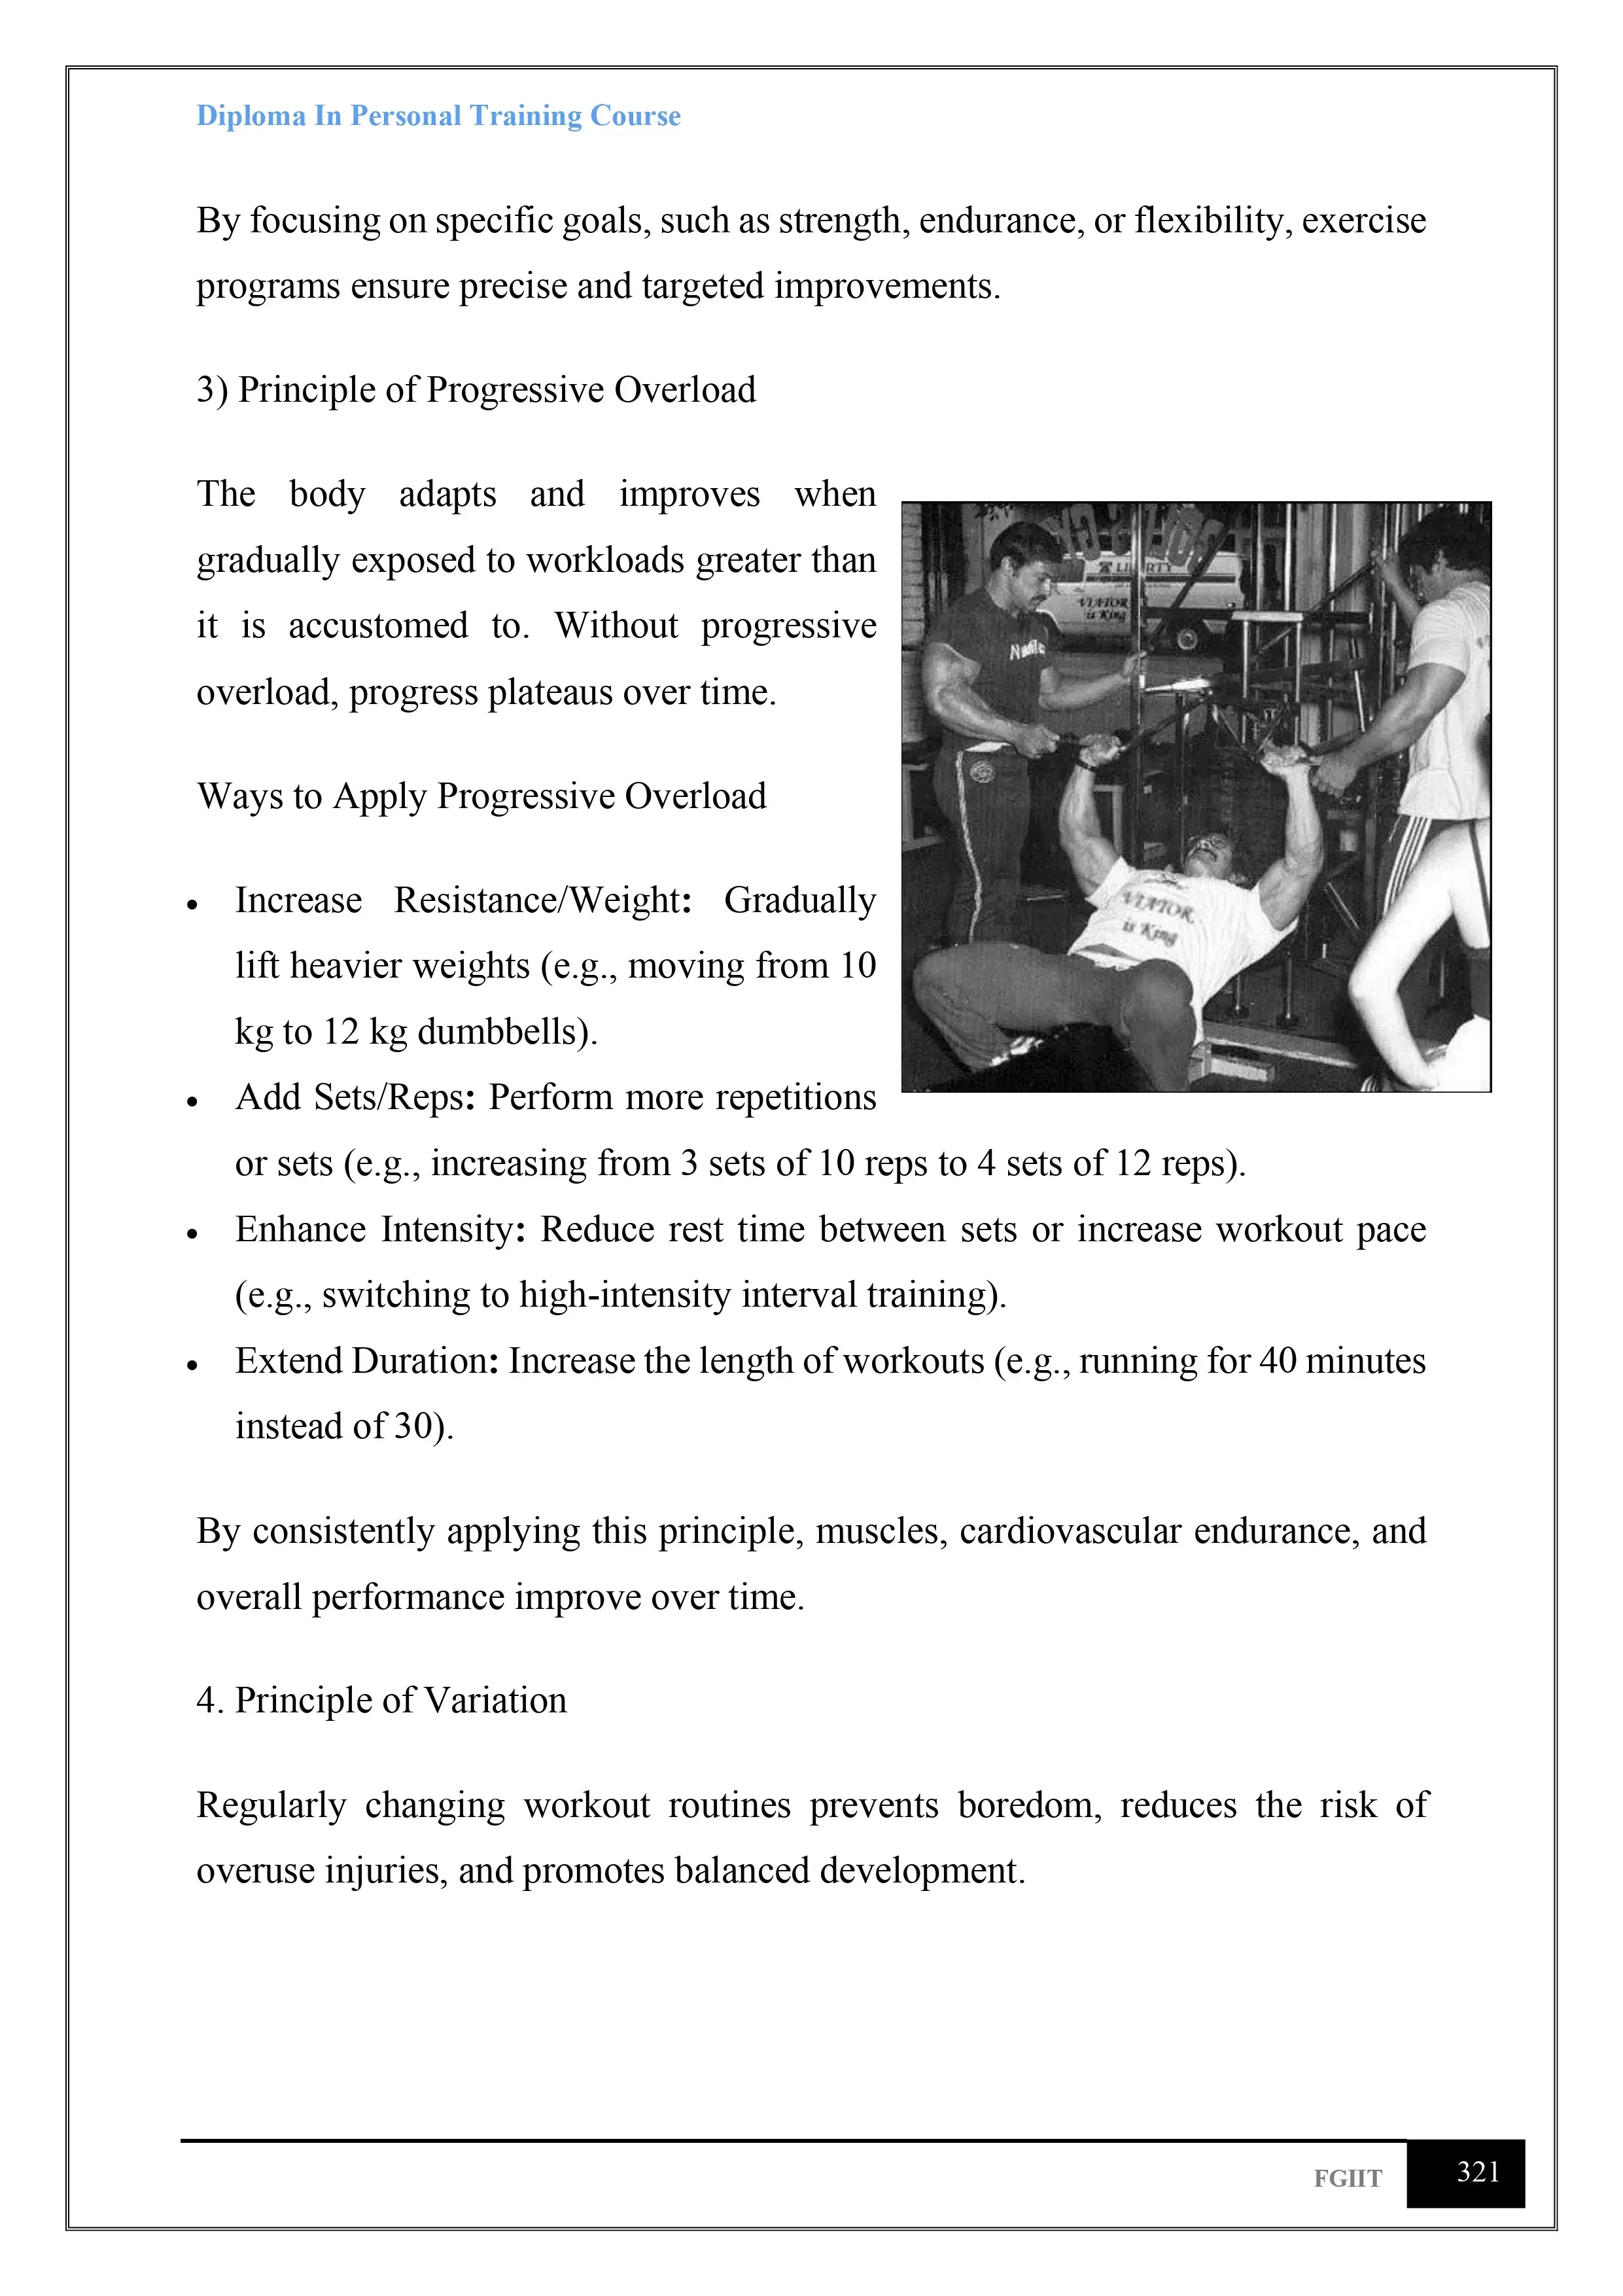 Diploma In Personal Training Course
By focusing on specific goals, such as strength, endurance, or flexibility, exercise
programs ensure precise and targeted improvements.
3) Principle of Progressive Overload
The body adapts and improves when
gradually exposed to workloads greater than
it is accustomed to. Without progressive
overload, progress plateaus over time.
Ways to Apply Progressive Overload
• Increase Resistance/Weight: Gradually
lift heavier weights (e.g., moving from 10
kg to 12 kg dumbbells).
• Add Sets/Reps: Perform more repetitions
or sets (e.g., increasing from 3 sets of 10 reps to 4 sets of 12 reps).
• Enhance Intensity: Reduce rest time between sets or increase workout pace
(e.g., switching to high-intensity interval training).
• Extend Duration: Increase the length of workouts (e.g., running for 40 minutes
instead of 30).
By consistently applying this principle, muscles, cardiovascular endurance, and
overall performance improve over time.
4. Principle of Variation
Regularly changing workout routines prevents boredom, reduces the risk of
overuse injuries, and promotes balanced development.
LIBERTY
VIATOR
is King
VIATOR
is King
FGIIT
321